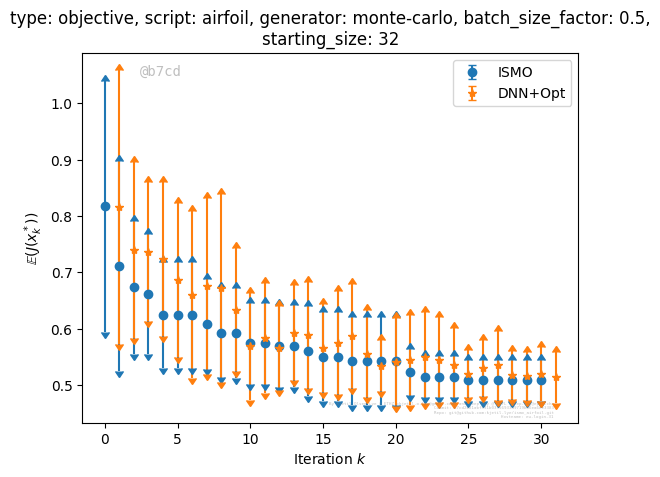 type: objective, script: airfoil, generator: monte-carlo, batch_size_factor: 0.5,
starting_size: 32
@b7cd
ISMO
DNN+Opt
1.0
0.9
0.8
0.7
0.6
0.5
𝔼(J(x*ₖ))
0 5 10 15 20 25 30
Iteration k